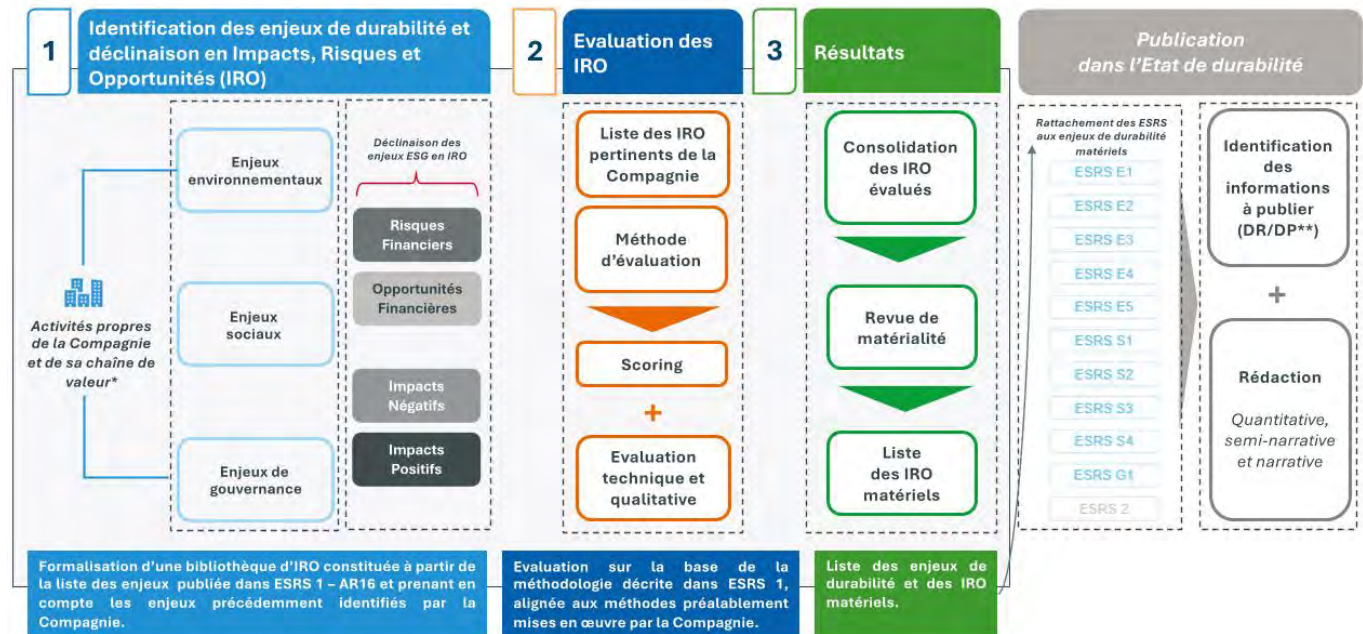 1
Identification des enjeux de durabilité et
déclinaison en Impacts, Risques et
Opportunités (IRO)
Activités propres
de la Compagnie
et de sa chaîne de
valeur*
Enjeux
environnementaux
Enjeux
sociaux
Enjeux de
gouvernance
Déclinaison des
enjeux ESG en IRO
Risques
Financiers
Opportunités
Financières
Impacts
Négatifs
Impacts
Positifs
Formalisation d’une bibliothèque d’IRO constituée à partir de
la liste des enjeux publiée dans ESRS 1 – AR16 et prenant en
compte les enjeux précédemment identifiés par la
Compagnie.
2
Evaluation des
IRO
Liste des IRO
pertinents de la
Compagnie
Méthode
d’évaluation
Scoring
+
Evaluation
technique et
qualitative
Evaluation sur la base de la
méthodologie décrite dans ESRS 1,
alignée aux méthodes préalablement
mises en œuvre par la Compagnie.
3
Résultats
Consolidation
des IRO
évalués
Revue de
matérialité
Liste
des IRO
matériels
Liste des enjeux de
durabilité et des IRO
matériels.
Publication
dans l’Etat de durabilité
Rattachement des ESRS
aux enjeux de durabilité
matériels
ESRS E1
ESRS E2
ESRS E3
ESRS E4
ESRS E5
ESRS S1
ESRS S2
ESRS S3
ESRS S4
ESRS G1
ESRS 2
Identification
des
informations
à publier
(DR/DP**)
+
Rédaction
Quantitative,
semi-narrative
et narrative